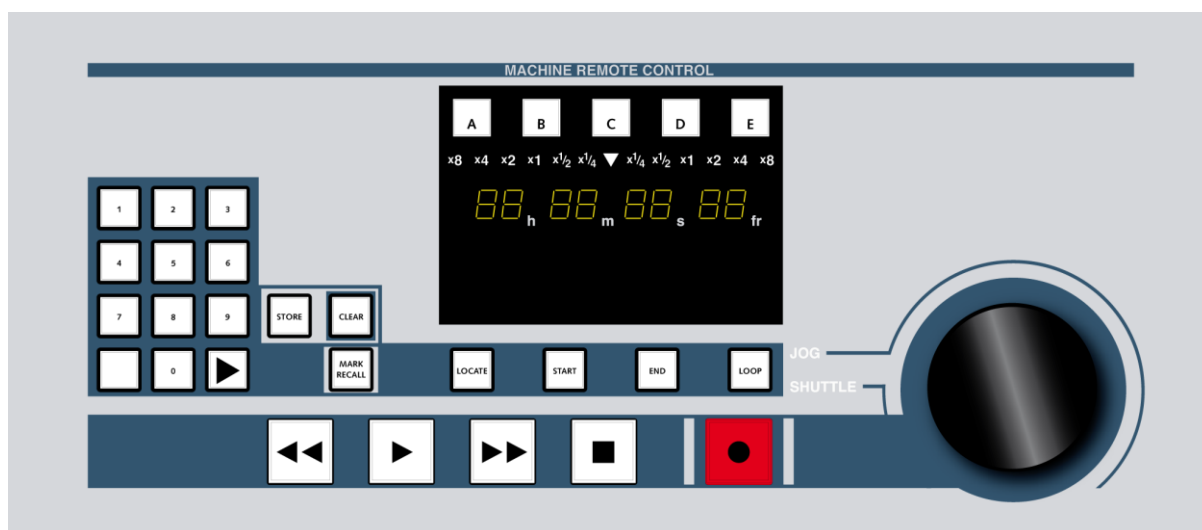 MACHINE REMOTE CONTROL
A B C D E
x8 x4 x2 x1 x1/2 x1/4 ▼ x1/4 x1/2 x1 x2 x4 x8
88 h 88 m 88 s 88 fr
1 2 3
4 5 6
7 8 9
STORE CLEAR
0
MARK
RECALL
LOCATE START END LOOP
JOG
SHUTTLE